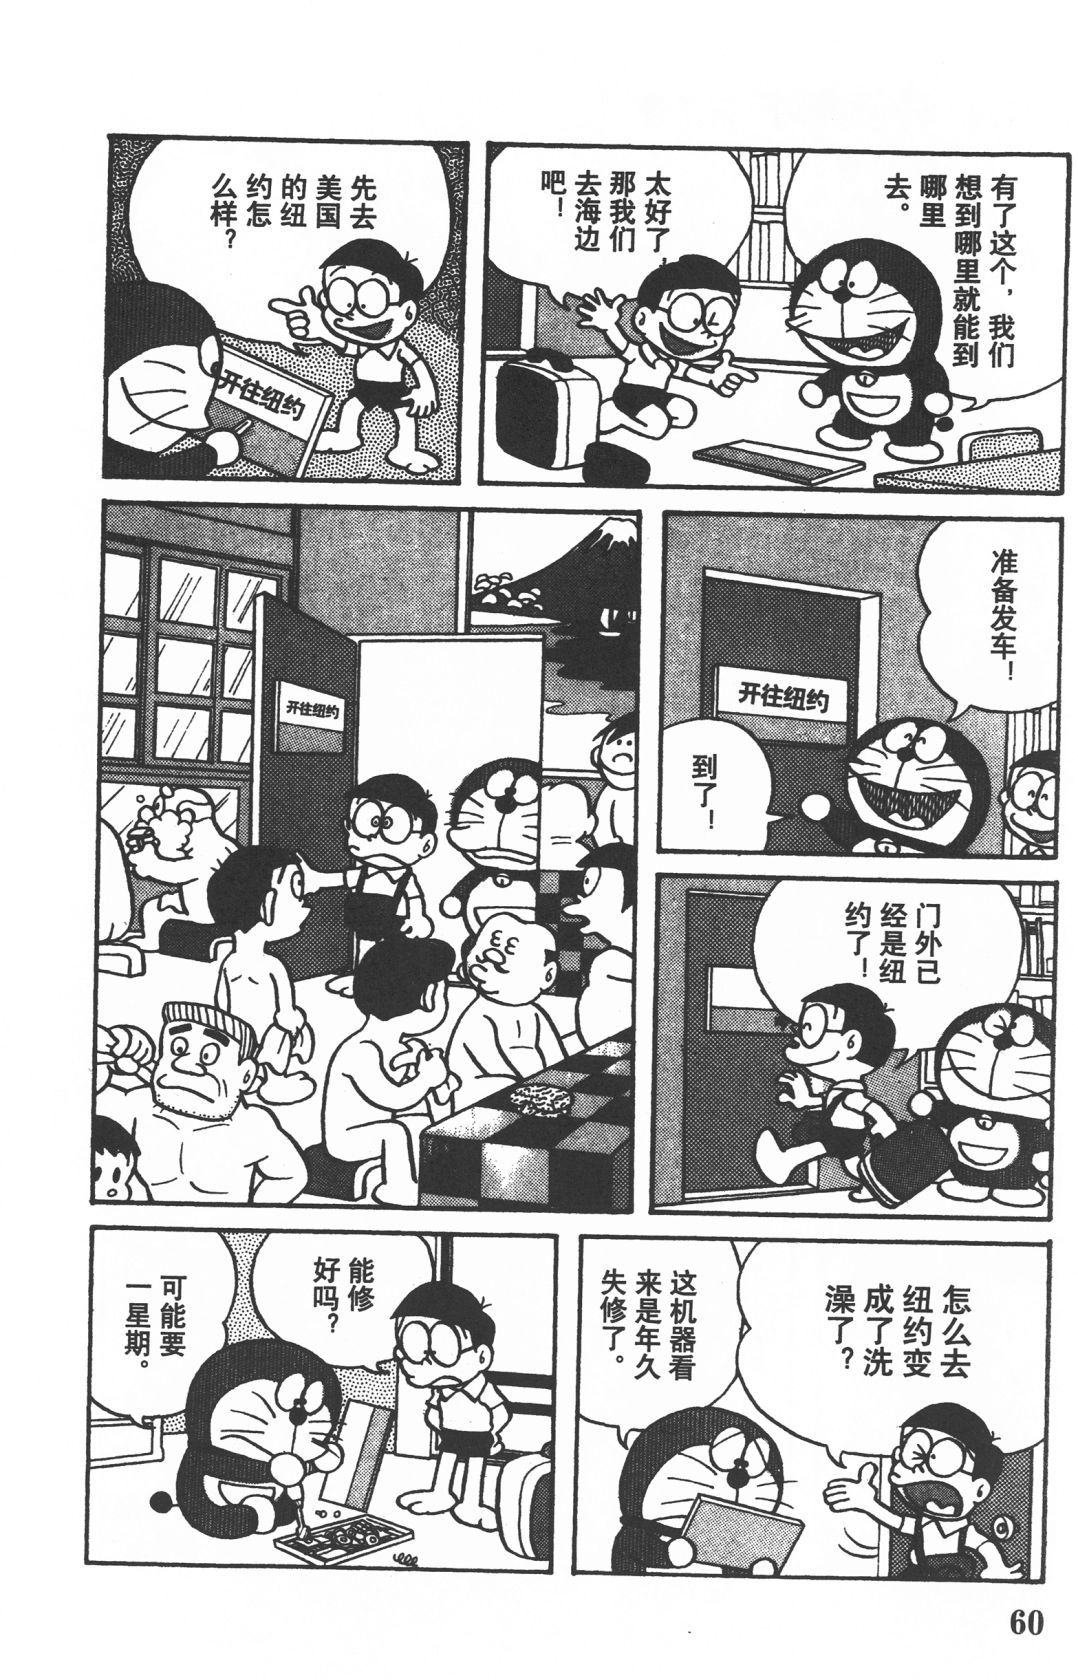 有了这个，我们
想到哪里就能到
哪里
去。
太好了！
那我们
去海边
吧！
先去
美国
的纽
约怎
么样？
开往纽约
准备发车！
开往纽约
到了！
门外已
经是纽
约了！
开往纽约
怎么去
纽约变
成了洗
澡了？
这机器看
来是年久
失修了。
能修
好吗？
可能要
一星期。
60